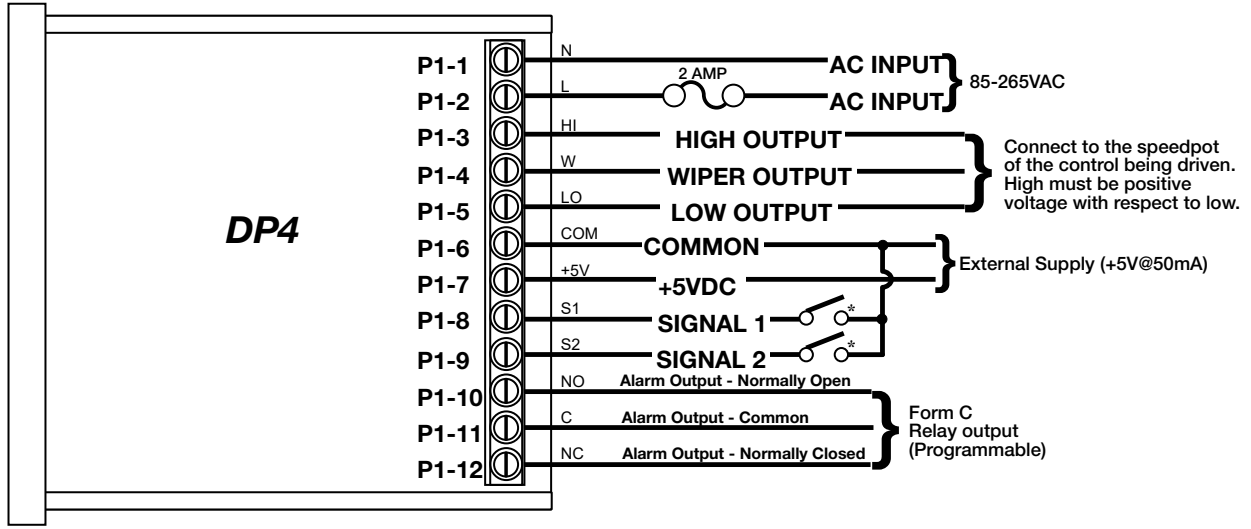 DP4
P1-1 N AC INPUT
P1-2 L 2 AMP AC INPUT
85-265VAC
P1-3 HI HIGH OUTPUT
P1-4 W WIPER OUTPUT
P1-5 LO LOW OUTPUT
Connect to the speedpot
of the control being driven.
High must be positive
voltage with respect to low.
P1-6 COM COMMON
P1-7 +5V +5VDC
External Supply (+5V@50mA)
P1-8 S1 SIGNAL 1 *
P1-9 S2 SIGNAL 2 *
P1-10 NO Alarm Output - Normally Open
P1-11 C Alarm Output - Common
P1-12 NC Alarm Output - Normally Closed
Form C
Relay output
(Programmable)